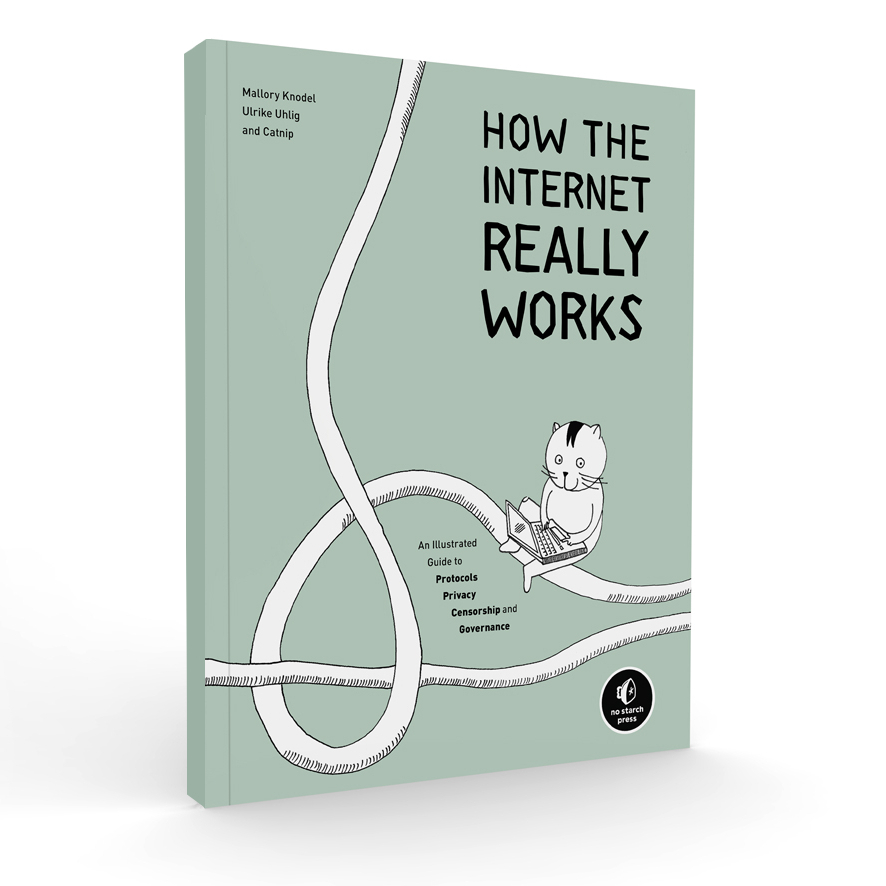 Mallory Knodel
Ulrike Uhlig
and Catnip
HOW THE
INTERNET
REALLY
WORKS
An Illustrated
Guide to
Protocols
Privacy
Censorship and
Governance
no starch
press